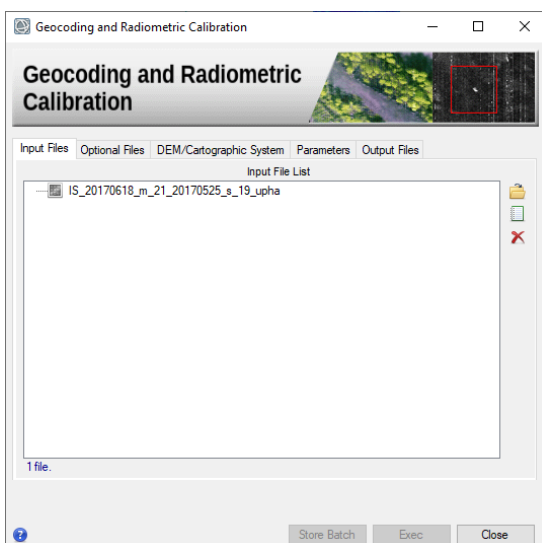 Geocoding and Radiometric Calibration
Geocoding and Radiometric
Calibration
Input Files Optional Files DEM/Cartographic System Parameters Output Files
Input File List
IS_20170618_m_21_20170525_s_19_upha
1 file.
Store Batch Exec Close